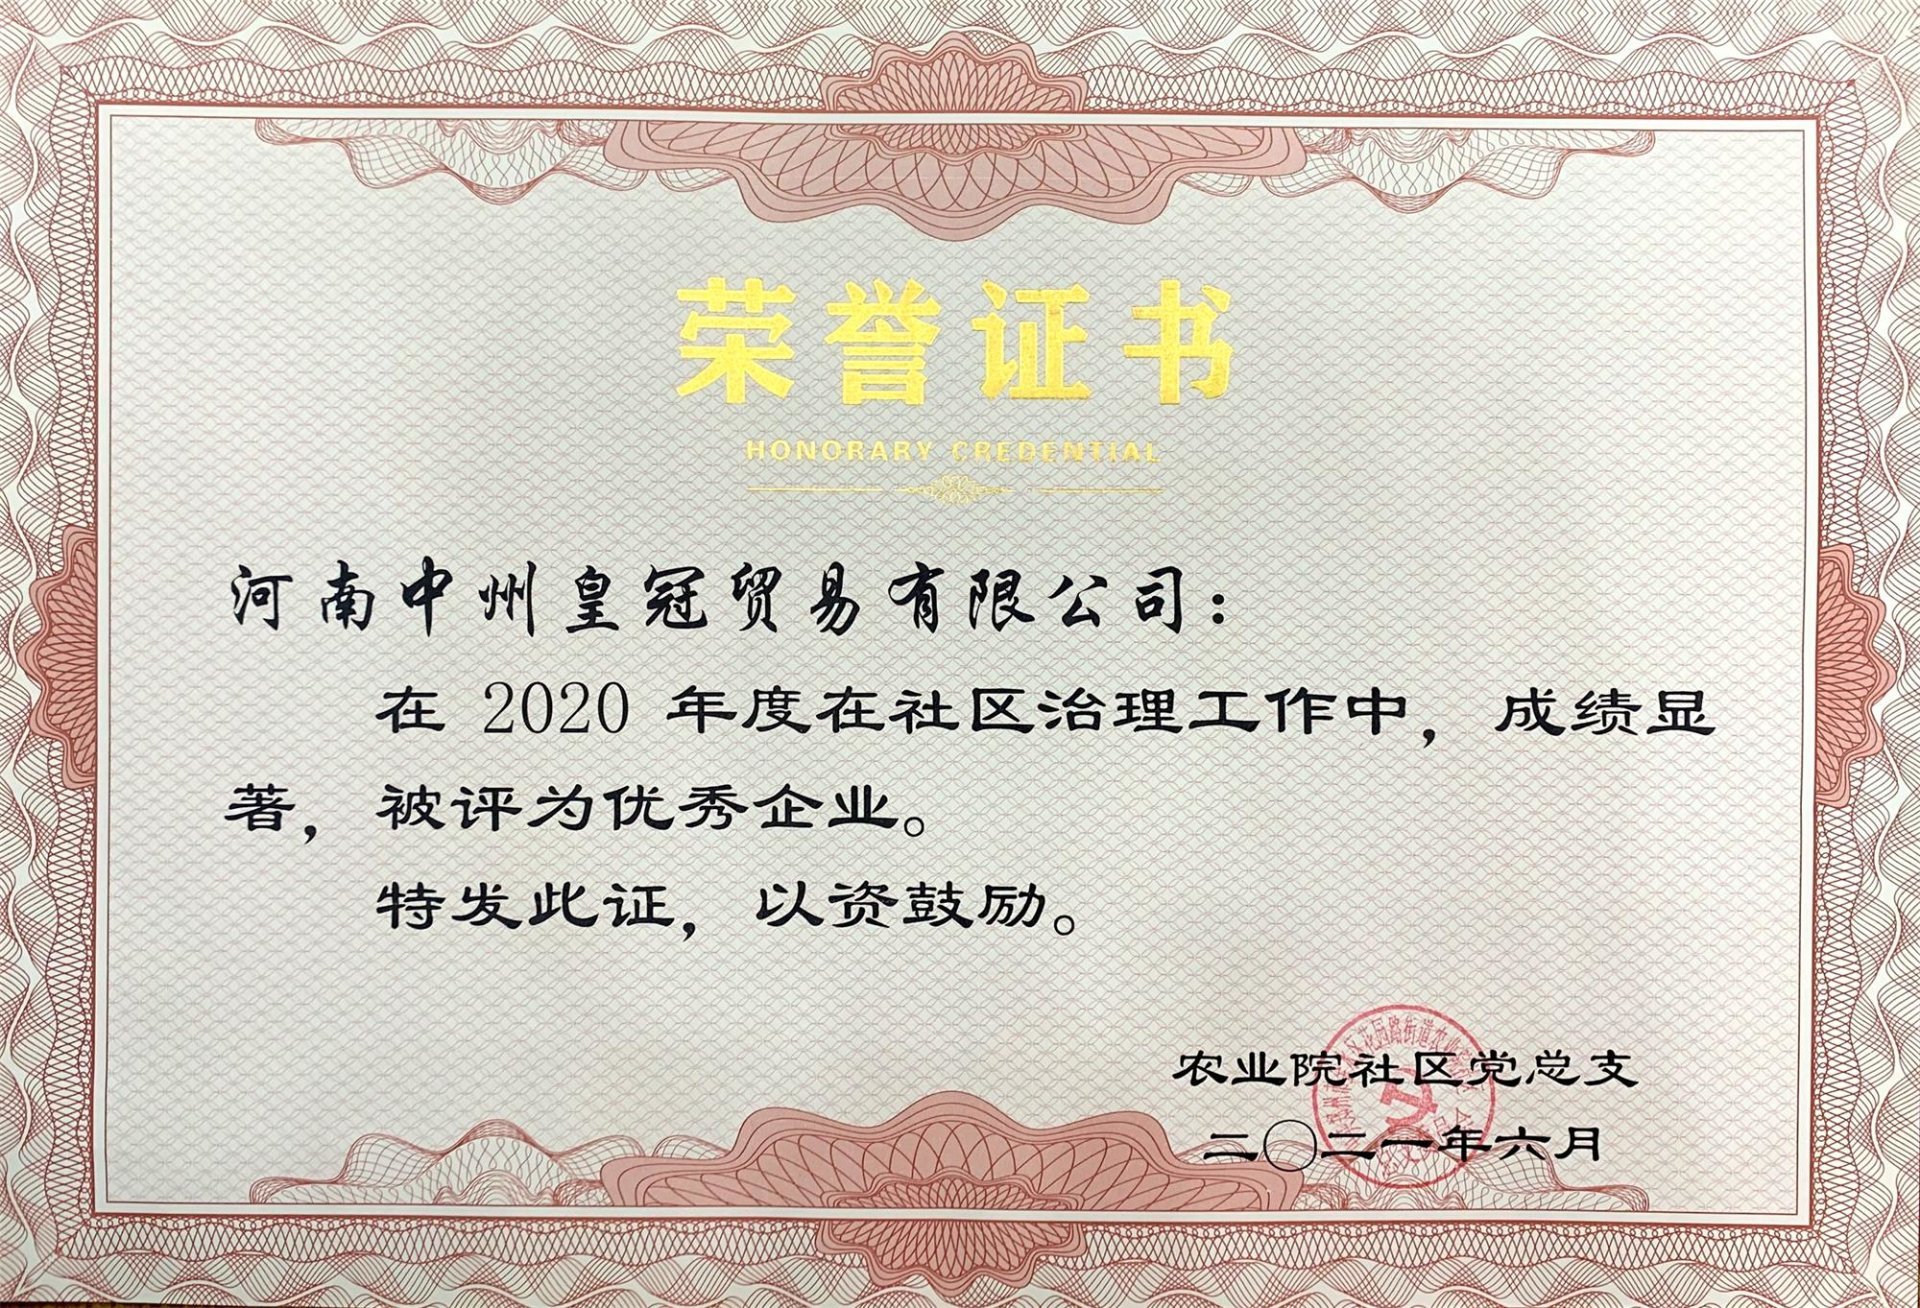 荣誉证书
HONORARY CREDENTIAL
河南中州皇冠贸易有限公司：
在 2020 年度在社区治理工作中，成绩显
著，被评为优秀企业。
特发此证，以资鼓励。
农业院社区党总支
二〇二一年六月